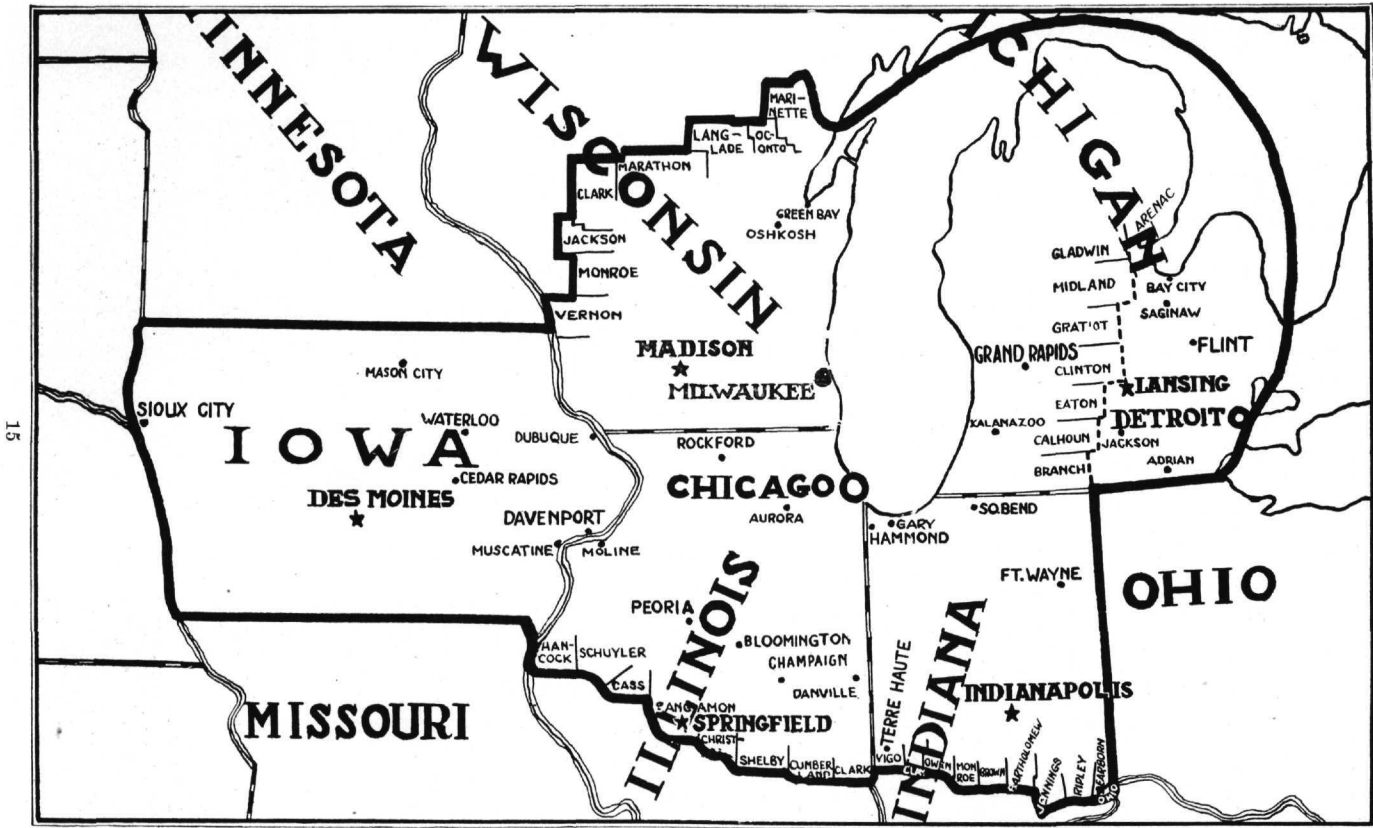 MINNESOTA
WISCONSIN
MICHIGAN
MARI-
NETTE
LANG-
LADE
OC-
ONTO
MARATHON
CLARK
GREEN BAY
OSHKOSH
JACKSON
MONROE
VERNON
ARENAC
GLADWIN
MIDLAND
BAY CITY
SAGINAW
GRATIOT
FLINT
MADISON
MILWAUKEE
GRAND RAPIDS
CLINTON
LANSING
MASON CITY
EATON
DETROIT
SIOUX CITY
WATERLOO
DUBUQUE
ROCKFORD
KALAMAZOO
CALHOUN
JACKSON
BRANCH
ADRIAN
15
IOWA
CEDAR RAPIDS
DES MOINES
CHICAGO
AURORA
SO.BEND
GARY
HAMMOND
DAVENPORT
MUSCATINE
MOLINE
FT. WAYNE
OHIO
ILLINOIS
PEORIA
BLOOMINGTON
CHAMPAIGN
DANVILLE
HAN-
COCK
SCHUYLER
CASS
SANGAMON
SPRINGFIELD
MISSOURI
INDIANA
TERRE HAUTE
INDIANAPOLIS
CHRIST-
SHELBY
CUMBER
LAND
CLARK
VIGO
OWEN
MON
ROE
BROWN
BARTHOLOMEW
JENNINGS
RIPLEY
DEARBORN
OHIO